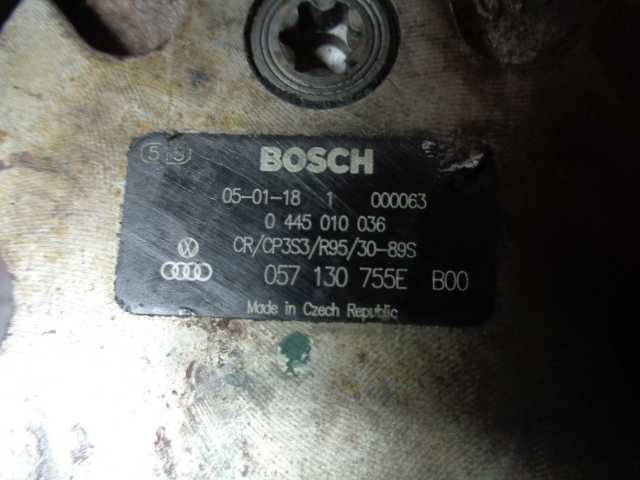 BOSCH
05-01-18 1 000063
0 445 010 036
CR/CP3S3/R95/30-89S
057 130 755E B00
Made in Czech Republic